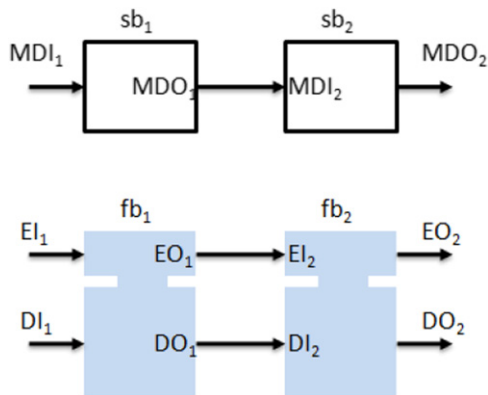 sb₁ sb₂
MDI₁ MDO₂
MDO₁ MDI₂
fb₁ fb₂
EI₁ EO₂
EO₁ EI₂
DI₁ DO₂
DO₁ DI₂